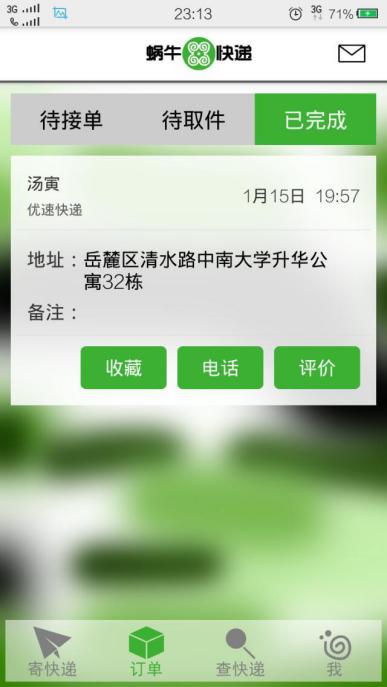 3G 23:13 3G 71%
蜗牛快递
待接单 待取件 已完成
汤寅 1月15日 19:57
优速快递
地址：岳麓区清水路中南大学升华公
寓32栋
备注：
收藏 电话 评价
寄快递 订单 查快递 我